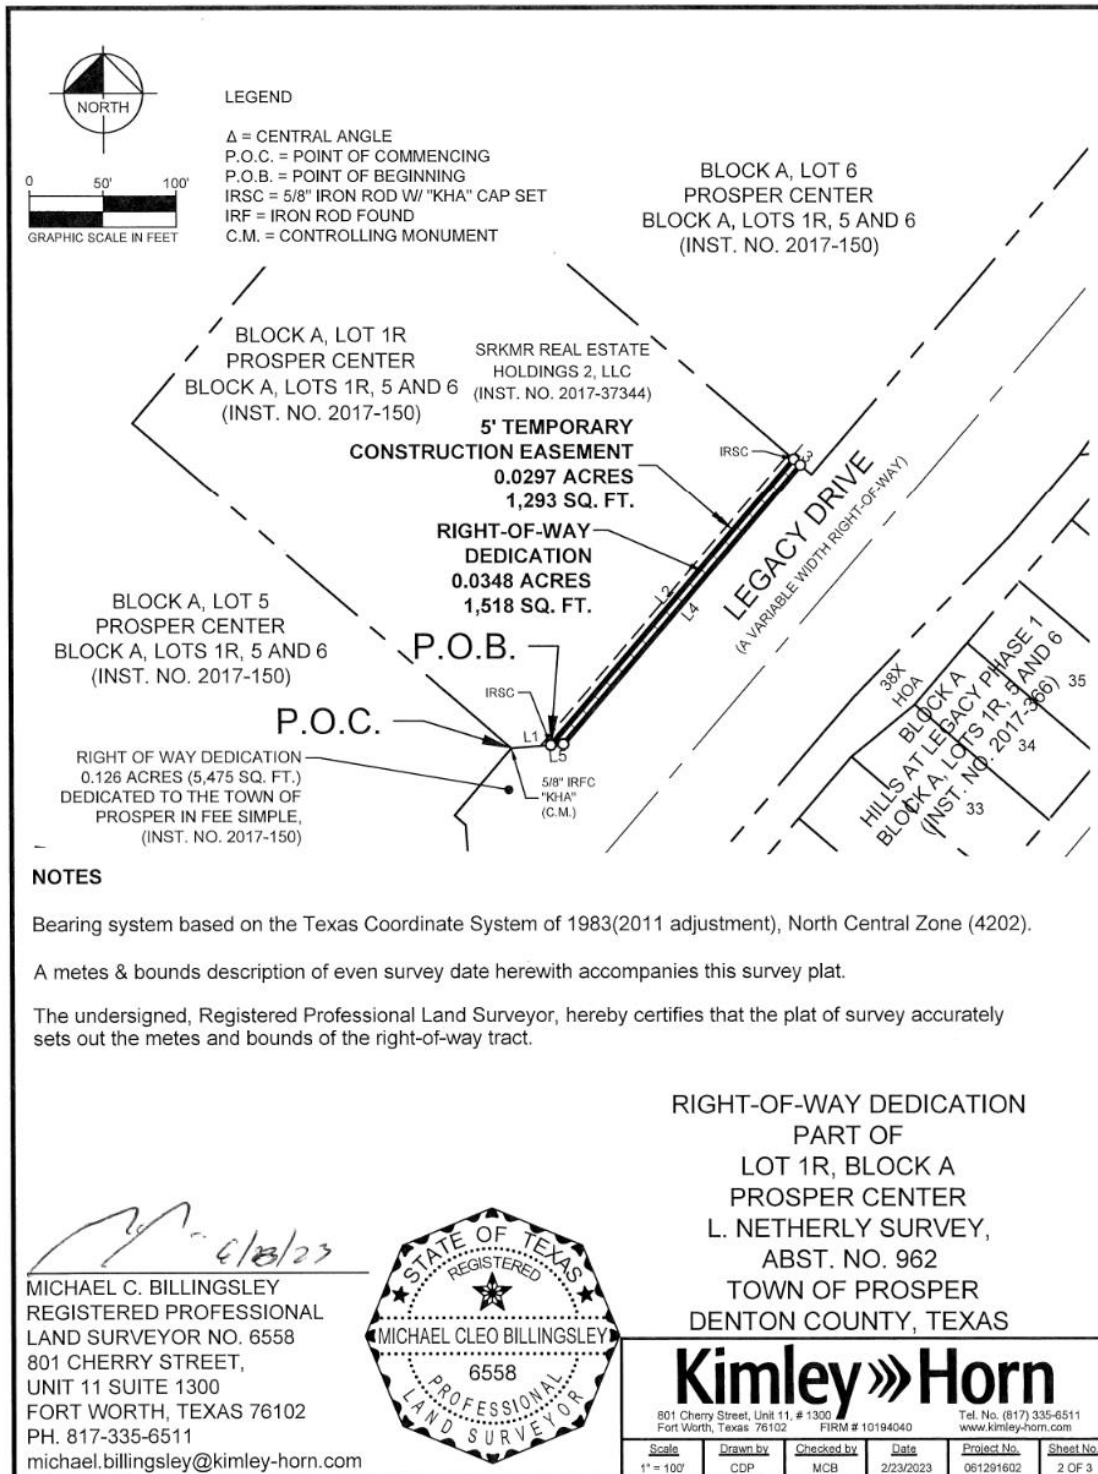 NORTH
0 50' 100'
GRAPHIC SCALE IN FEET
LEGEND
Δ = CENTRAL ANGLE
P.O.C. = POINT OF COMMENCING
P.O.B. = POINT OF BEGINNING
IRSC = 5/8" IRON ROD W/ "KHA" CAP SET
IRF = IRON ROD FOUND
C.M. = CONTROLLING MONUMENT
BLOCK A, LOT 6
PROSPER CENTER
BLOCK A, LOTS 1R, 5 AND 6
(INST. NO. 2017-150)
BLOCK A, LOT 1R
PROSPER CENTER
BLOCK A, LOTS 1R, 5 AND 6
(INST. NO. 2017-150)
SRKMR REAL ESTATE
HOLDINGS 2, LLC
(INST. NO. 2017-37344)
5' TEMPORARY
CONSTRUCTION EASEMENT
0.0297 ACRES
1,293 SQ. FT.
IRSC
RIGHT-OF-WAY
DEDICATION
0.0348 ACRES
1,518 SQ. FT.
L2
L4
LEGACY DRIVE
(A VARIABLE WIDTH RIGHT-OF-WAY)
BLOCK A, LOT 5
PROSPER CENTER
BLOCK A, LOTS 1R, 5 AND 6
(INST. NO. 2017-150)
P.O.B.
IRSC
P.O.C.
L1
L5
5/8" IRFC
"KHA"
(C.M.)
RIGHT OF WAY DEDICATION
0.126 ACRES (5,475 SQ. FT.)
DEDICATED TO THE TOWN OF
PROSPER IN FEE SIMPLE,
(INST. NO. 2017-150)
38X
HOA
BLOCK A
HILLS AT LEGACY PHASE 1
BLOCK A, LOTS 1R, 5 AND 6
(INST. NO. 2017-366)
35
34
33
NOTES
Bearing system based on the Texas Coordinate System of 1983(2011 adjustment), North Central Zone (4202).
A metes & bounds description of even survey date herewith accompanies this survey plat.
The undersigned, Registered Professional Land Surveyor, hereby certifies that the plat of survey accurately
sets out the metes and bounds of the right-of-way tract.
RIGHT-OF-WAY DEDICATION
PART OF
LOT 1R, BLOCK A
PROSPER CENTER
L. NETHERLY SURVEY,
ABST. NO. 962
TOWN OF PROSPER
DENTON COUNTY, TEXAS
6/28/23
MICHAEL C. BILLINGSLEY
REGISTERED PROFESSIONAL
LAND SURVEYOR NO. 6558
801 CHERRY STREET,
UNIT 11 SUITE 1300
FORT WORTH, TEXAS 76102
PH. 817-335-6511
michael.billingsley@kimley-horn.com
STATE OF TEXAS
REGISTERED
MICHAEL CLEO BILLINGSLEY
6558
PROFESSIONAL
LAND SURVEYOR
Kimley»Horn
801 Cherry Street, Unit 11, # 1300
Fort Worth, Texas 76102
FIRM # 10194040
Tel. No. (817) 335-6511
www.kimley-horn.com
Scale Drawn by Checked by Date Project No. Sheet No.
1" = 100' CDP MCB 2/23/2023 061291602 2 OF 3